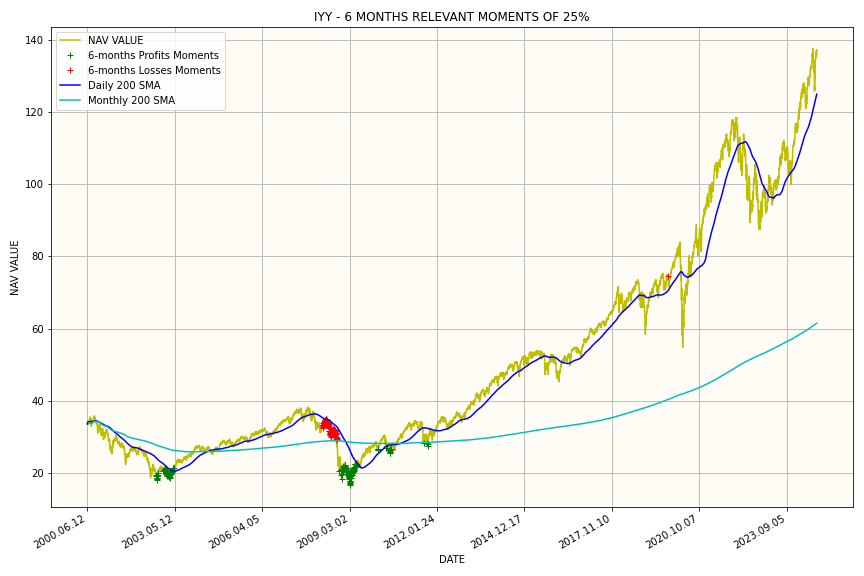 IYY - 6 MONTHS RELEVANT MOMENTS OF 25%
NAV VALUE
6-months Profits Moments
6-months Losses Moments
Daily 200 SMA
Monthly 200 SMA
140
120
100
80
60
40
20
NAV VALUE
2000.06.12
2003.05.12
2006.04.05
2009.03.02
2012.01.24
2014.12.17
2017.11.10
2020.10.07
2023.09.05
DATE